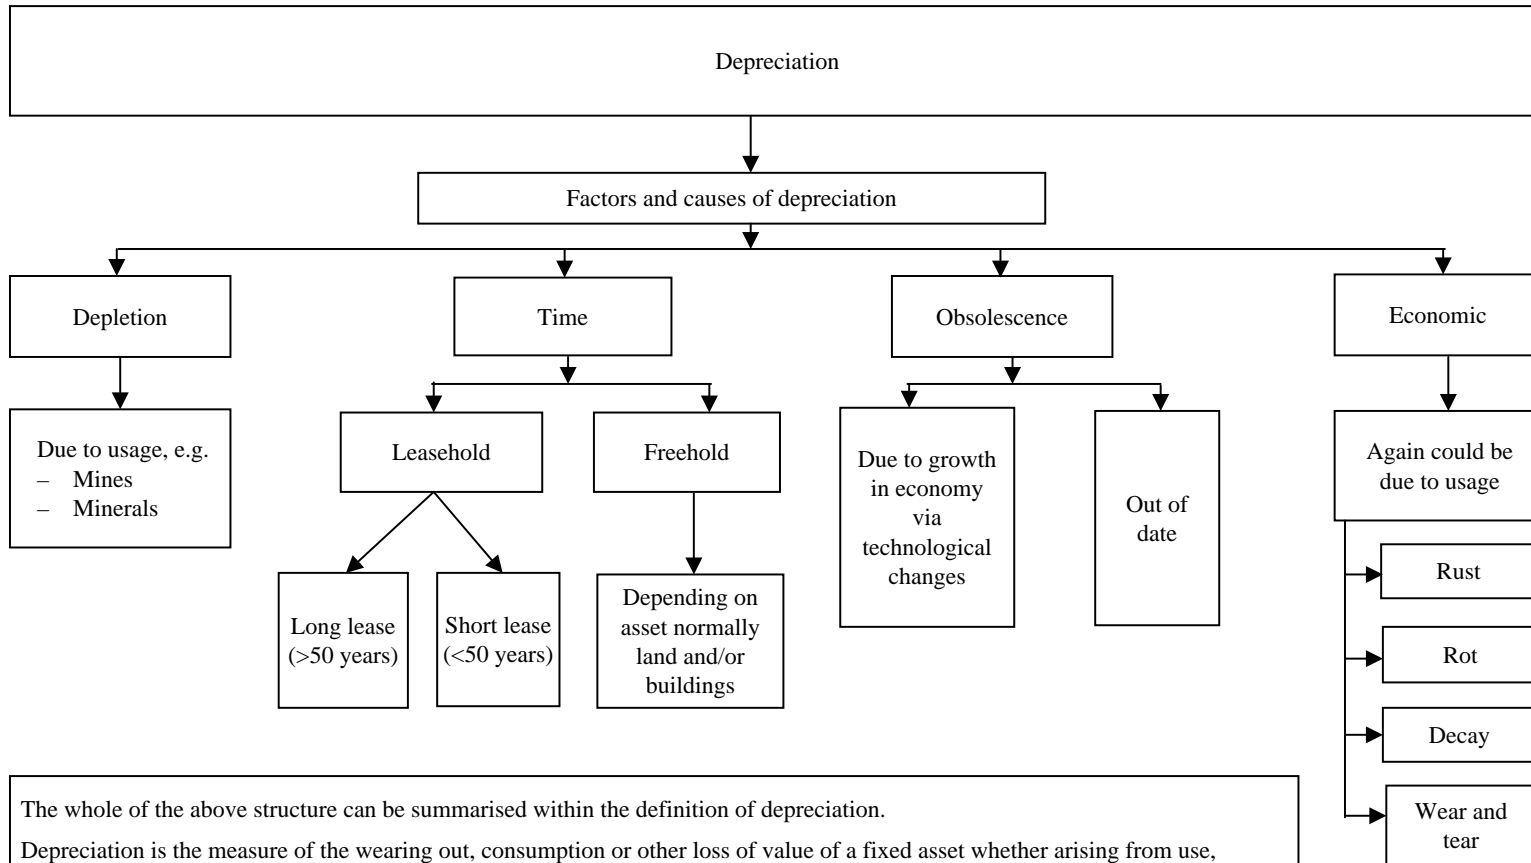 Depreciation
Factors and causes of depreciation
Depletion
Time
Obsolescence
Economic
Due to usage, e.g.
– Mines
– Minerals
Leasehold
Freehold
Due to growth
in economy
via
technological
changes
Out of
date
Again could be
due to usage
Long lease
(>50 years)
Short lease
(<50 years)
Depending on
asset normally
land and/or
buildings
Rust
Rot
Decay
Wear and
tear
The whole of the above structure can be summarised within the definition of depreciation.
Depreciation is the measure of the wearing out, consumption or other loss of value of a fixed asset whether arising from use,